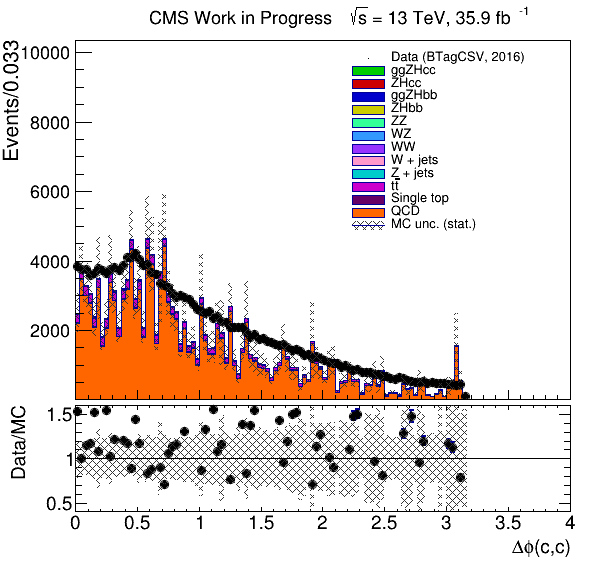 CMS Work in Progress √s = 13 TeV, 35.9 fb⁻¹
Events/0.033
10000
8000
6000
4000
2000
Data (BTagCSV, 2016)
ggZHcc
ZHcc
ggZHbb
ZHbb
ZZ
WZ
WW
W + jets
Z + jets
tt̄
Single top
QCD
MC unc. (stat.)
Data/MC
1.5
1
0.5
0 0.5 1 1.5 2 2.5 3 3.5 4
Δϕ(c,c)